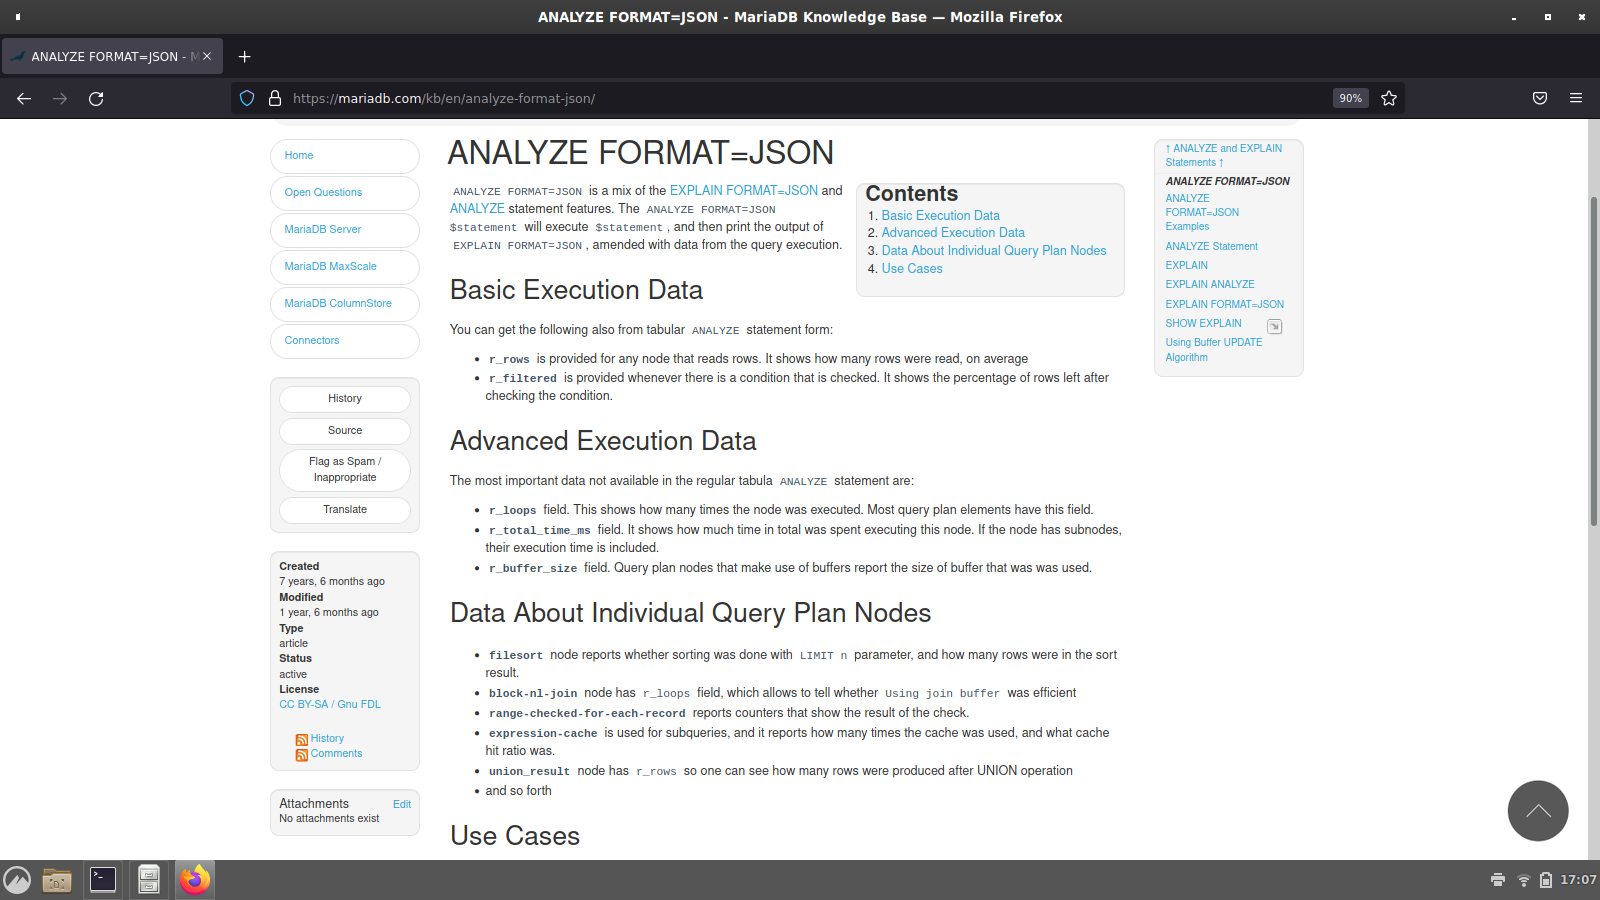 ANALYZE FORMAT=JSON - MariaDB Knowledge Base — Mozilla Firefox
ANALYZE FORMAT=JSON - M
https://mariadb.com/kb/en/analyze-format-json/
90%
Home
Open Questions
MariaDB Server
MariaDB MaxScale
MariaDB ColumnStore
Connectors
History
Source
Flag as Spam /
Inappropriate
Translate
Created
7 years, 6 months ago
Modified
1 year, 6 months ago
Type
article
Status
active
License
CC BY-SA / Gnu FDL
History
Comments
Attachments Edit
No attachments exist
ANALYZE FORMAT=JSON
ANALYZE FORMAT=JSON is a mix of the EXPLAIN FORMAT=JSON and
ANALYZE statement features. The ANALYZE FORMAT=JSON
$statement will execute $statement, and then print the output of
EXPLAIN FORMAT=JSON, amended with data from the query execution.
Contents
1. Basic Execution Data
2. Advanced Execution Data
3. Data About Individual Query Plan Nodes
4. Use Cases
Basic Execution Data
You can get the following also from tabular ANALYZE statement form:
• r_rows is provided for any node that reads rows. It shows how many rows were read, on average
• r_filtered is provided whenever there is a condition that is checked. It shows the percentage of rows left after
checking the condition.
Advanced Execution Data
The most important data not available in the regular tabula ANALYZE statement are:
• r_loops field. This shows how many times the node was executed. Most query plan elements have this field.
• r_total_time_ms field. It shows how much time in total was spent executing this node. If the node has subnodes,
their execution time is included.
• r_buffer_size field. Query plan nodes that make use of buffers report the size of buffer that was was used.
Data About Individual Query Plan Nodes
• filesort node reports whether sorting was done with LIMIT n parameter, and how many rows were in the sort
result.
• block-nl-join node has r_loops field, which allows to tell whether Using join buffer was efficient
• range-checked-for-each-record reports counters that show the result of the check.
• expression-cache is used for subqueries, and it reports how many times the cache was used, and what cache
hit ratio was.
• union_result node has r_rows so one can see how many rows were produced after UNION operation
• and so forth
Use Cases
↑ ANALYZE and EXPLAIN
Statements ↑
ANALYZE FORMAT=JSON
ANALYZE
FORMAT=JSON
Examples
ANALYZE Statement
EXPLAIN
EXPLAIN ANALYZE
EXPLAIN FORMAT=JSON
SHOW EXPLAIN
Using Buffer UPDATE
Algorithm
17:07